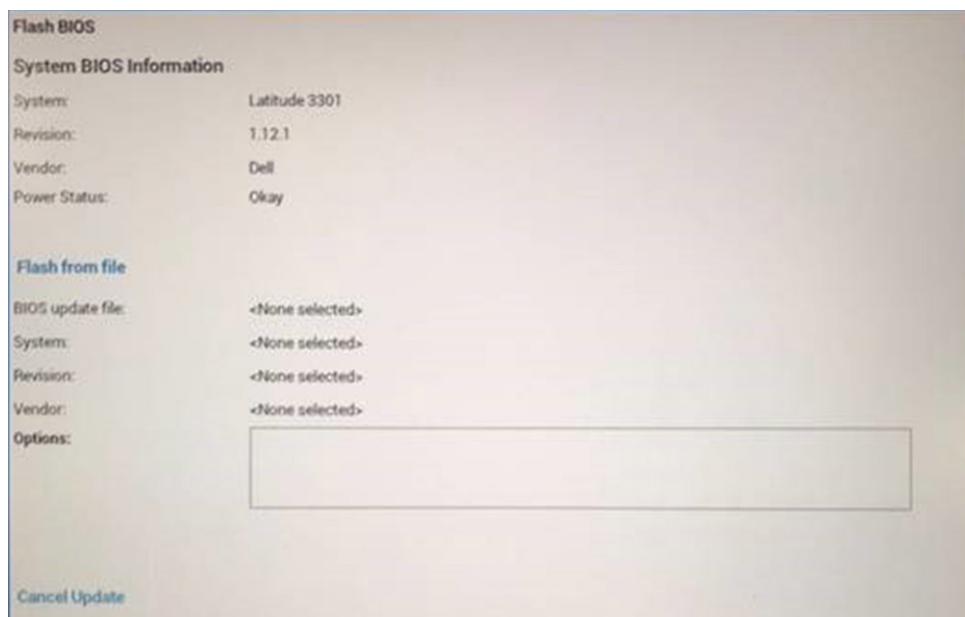 Flash BIOS
System BIOS Information
System: Latitude 3301
Revision: 1.12.1
Vendor: Dell
Power Status: Okay
Flash from file
BIOS update file: <None selected>
System: <None selected>
Revision: <None selected>
Vendor: <None selected>
Options:
Cancel Update